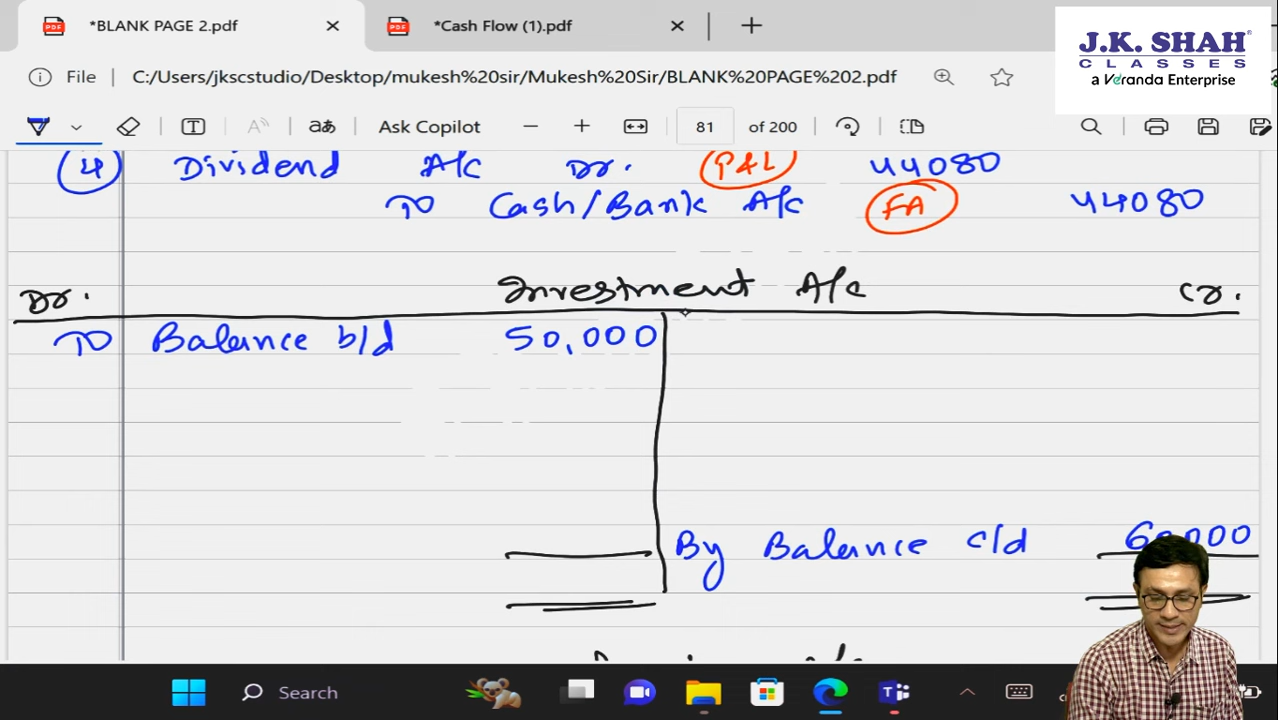 *BLANK PAGE 2.pdf
*Cash Flow (1).pdf
J.K. SHAH®
CLASSES
a Veranda Enterprise
File C:/Users/jkscstudio/Desktop/mukesh%20sir/Mukesh%20Sir/BLANK%20PAGE%202.pdf
aあ Ask Copilot 81 of 200
(4) Dividend A/c Dr. P&L 44080
TO Cash/Bank A/c FA 44080
Dr. Investment A/c Cr.
TO Balance b/d 50,000
By Balance c/d
Search